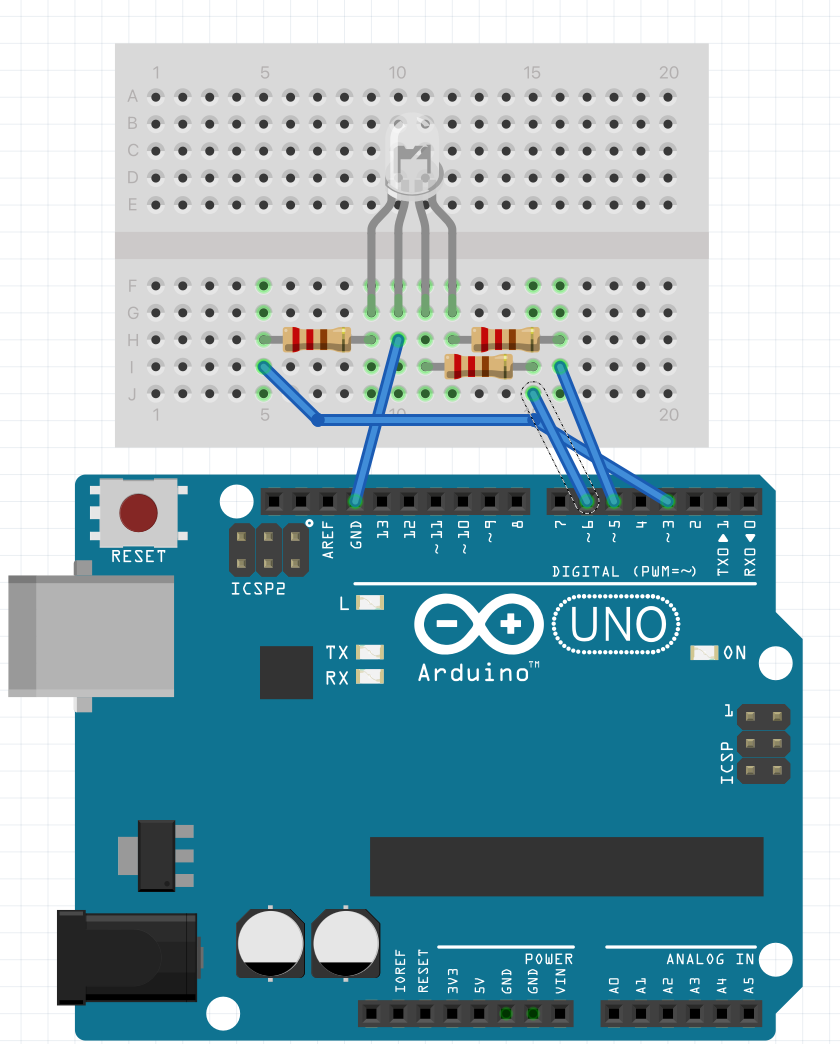 1 5 10 15 20
A
B
C
D
E
F
G
H
I
J
1 5 10 20
RESET
ICSP2
AREF
GND
13
12
~11
~10
~9
8
7
~6
~5
4
~3
2
TX0▶1
RX0◀0
DIGITAL (PWM=~)
L
TX
RX
UNO
Arduino™
ON
1
ICSP
POWER
ANALOG IN
IOREF
RESET
3V3
5V
GND
GND
VIN
A0
A1
A2
A3
A4
A5